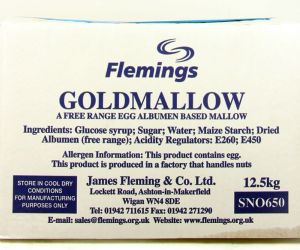 Flemings
GOLDMALLOW
A FREE RANGE EGG ALBUMEN BASED MALLOW
Ingredients: Glucose syrup; Sugar; Water; Maize Starch; Dried
Albumen (free range); Acidity Regulators: E260; E450
Allergen Information: This product contains egg.
This product is produced in a factory that handles nuts
STORE IN COOL DRY
CONDITIONS
FOR MANUFACTURING
PURPOSES ONLY
James Fleming & Co. Ltd.
Lockett Road, Ashton-in-Makerfield
Wigan WN4 8DE
Tel: 01942 711615 Fax: 01942 271290
E-mail: sales@flemings.org.uk Website: www.flemings.org.uk
12.5kg
SNO650